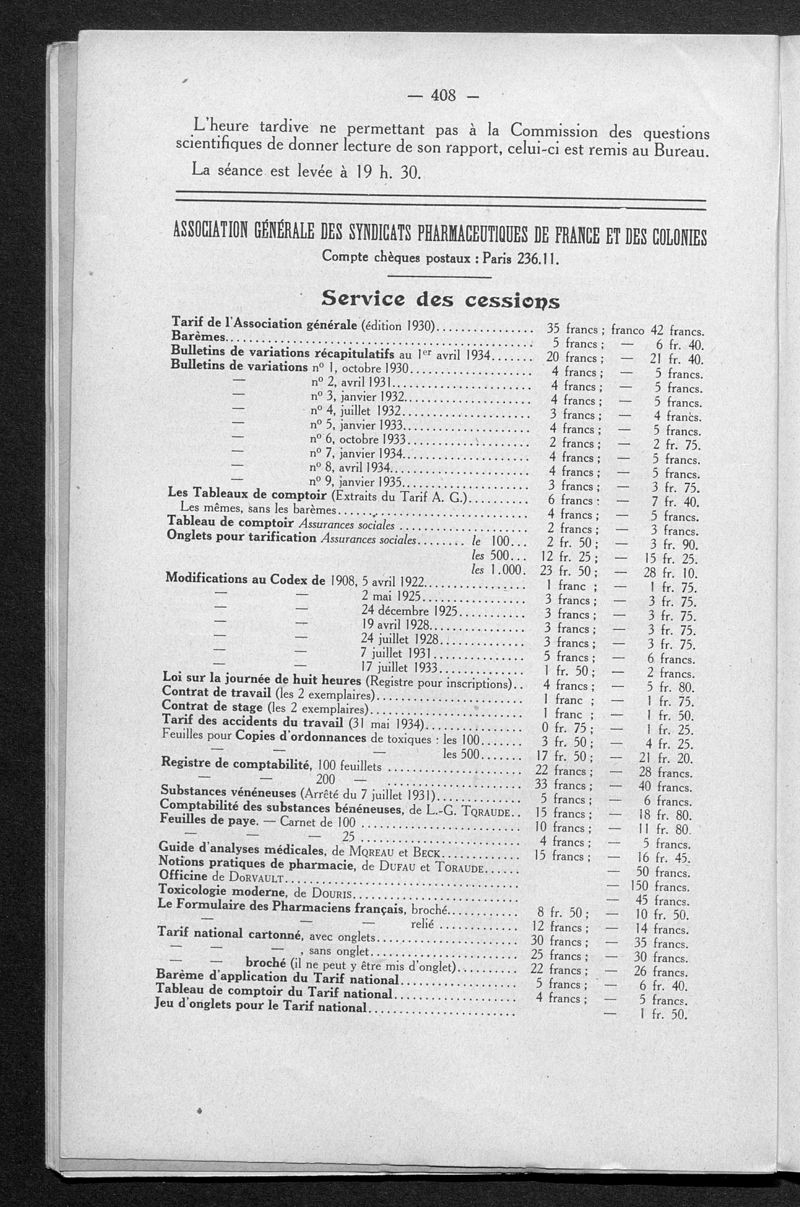 — 408 —
L'heure tardive ne permettant pas à la Commission des questions
scientifiques de donner lecture de son rapport, celui-ci est remis au Bureau.
La séance est levée à 19 h. 30.
ASSOCIATION GÉNÉRALE DES SYNDICATS PHARMACEUTIQUES DE FRANCE ET DES COLONIES
Compte chèques postaux : Paris 236.11.
Service des cessions
Tarif de l'Association générale (édition 1930)............... 35 francs ; franco 42 francs.
Barèmes.................................................. 5 francs ; — 6 fr. 40.
Bulletins de variations récapitulatifs au 1er avril 1934....... 20 francs ; — 21 fr. 40.
Bulletins de variations nº 1, octobre 1930.................... 4 francs ; — 5 francs.
— nº 2, avril 1931....................... 4 francs ; — 5 francs.
— nº 3, janvier 1932.................... 4 francs ; — 5 francs.
— nº 4, juillet 1932..................... 3 francs ; — 4 francs.
— nº 5, janvier 1933.................... 4 francs ; — 5 francs.
— nº 6, octobre 1933.................... 2 francs ; — 2 fr. 75.
— nº 7, janvier 1934.................... 4 francs ; — 5 francs.
— nº 8, avril 1934....................... 4 francs ; — 5 francs.
— nº 9, janvier 1935.................... 3 francs ; — 3 fr. 75.
Les Tableaux de comptoir (Extraits du Tarif A. G.).......... 6 francs : — 7 fr. 40.
Les mêmes, sans les barèmes............................... 4 francs ; — 5 francs.
Tableau de comptoir Assurances sociales ..................... 2 francs ; — 3 francs.
Onglets pour tarification Assurances sociales........ le 100... 2 fr. 50 ; — 3 fr. 90.
les 500... 12 fr. 25 ; — 15 fr. 25.
les 1.000. 23 fr. 50 ; — 28 fr. 10.
Modifications au Codex de 1908, 5 avril 1922................ 1 franc ; — 1 fr. 75.
— — 2 mai 1925................. 3 francs ; — 3 fr. 75.
— — 24 décembre 1925........... 3 francs ; — 3 fr. 75.
— — 19 avril 1928................ 3 francs ; — 3 fr. 75.
— — 24 juillet 1928.............. 3 francs ; — 3 fr. 75.
— — 7 juillet 1931............... 5 francs ; — 6 francs.
— — 17 juillet 1933.............. 1 fr. 50 ; — 2 francs.
Loi sur la journée de huit heures (Registre pour inscriptions).. 4 francs ; — 5 fr. 80.
Contrat de travail (les 2 exemplaires)........................ 1 franc ; — 1 fr. 75.
Contrat de stage (les 2 exemplaires)......................... 1 franc ; — 1 fr. 50.
Tarif des accidents du travail (31 mai 1934)................ 0 fr. 75 ; — 1 fr. 25.
Feuilles pour Copies d'ordonnances de toxiques : les 100....... 3 fr. 50 ; — 4 fr. 25.
— — — les 500....... 17 fr. 50 ; — 21 fr. 20.
Registre de comptabilité, 100 feuillets ...................... 22 francs ; — 28 francs.
— — 200 — ...................... 33 francs ; — 40 francs.
Substances vénéneuses (Arrêté du 7 juillet 1931).............. 5 francs ; — 6 francs.
Comptabilité des substances bénéneuses, de L.-G. TORAUDE.. 15 francs ; — 18 fr. 80.
Feuilles de paye. — Carnet de 100 .......................... 10 francs ; — 11 fr. 80.
— — — 25 .......................... 4 francs ; — 5 francs.
Guide d'analyses médicales, de MOREAU et BECK............. 15 francs ; — 16 fr. 45.
Notions pratiques de pharmacie, de DUFAU et TORAUDE...... — 50 francs.
Officine de DORVAULT...................................... — 150 francs.
Toxicologie moderne, de DOURIS............................ — 45 francs.
Le Formulaire des Pharmaciens français, broché............ 8 fr. 50 ; — 10 fr. 50.
— — — relié ............. 12 francs ; — 14 francs.
Tarif national cartonné, avec onglets....................... 30 francs ; — 35 francs.
— — — , sans onglet........................ 25 francs ; — 30 francs.
— — broché (il ne peut y être mis d'onglet).......... 22 francs ; — 26 francs.
Barème d'application du Tarif national................... 5 francs ; — 6 fr. 40.
Tableau de comptoir du Tarif national.................... 4 francs ; — 5 francs.
Jeu d'onglets pour le Tarif national........................ — 1 fr. 50.